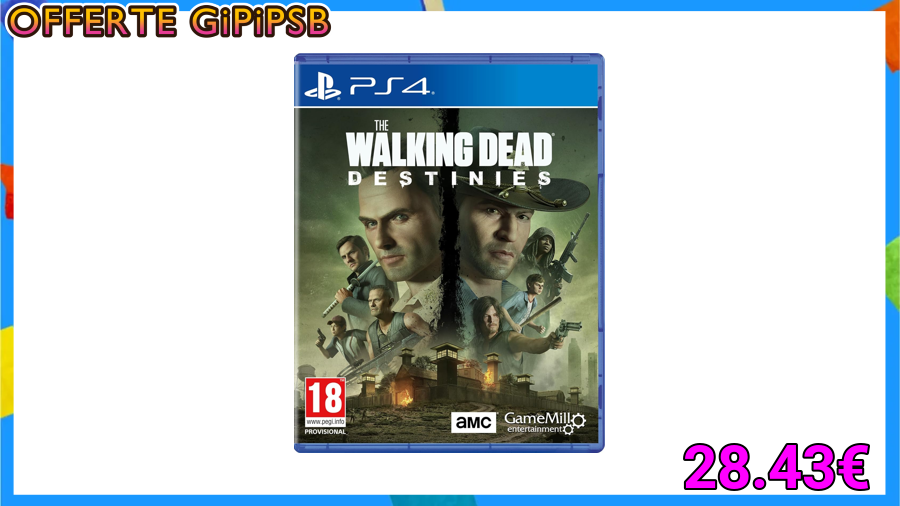 OFFERTE GiPiPSB
PS4
THE
WALKING DEAD
DESTINIES
18
www.pegi.info
PROVISIONAL
aMC
GameMill
entertainment
28.43€